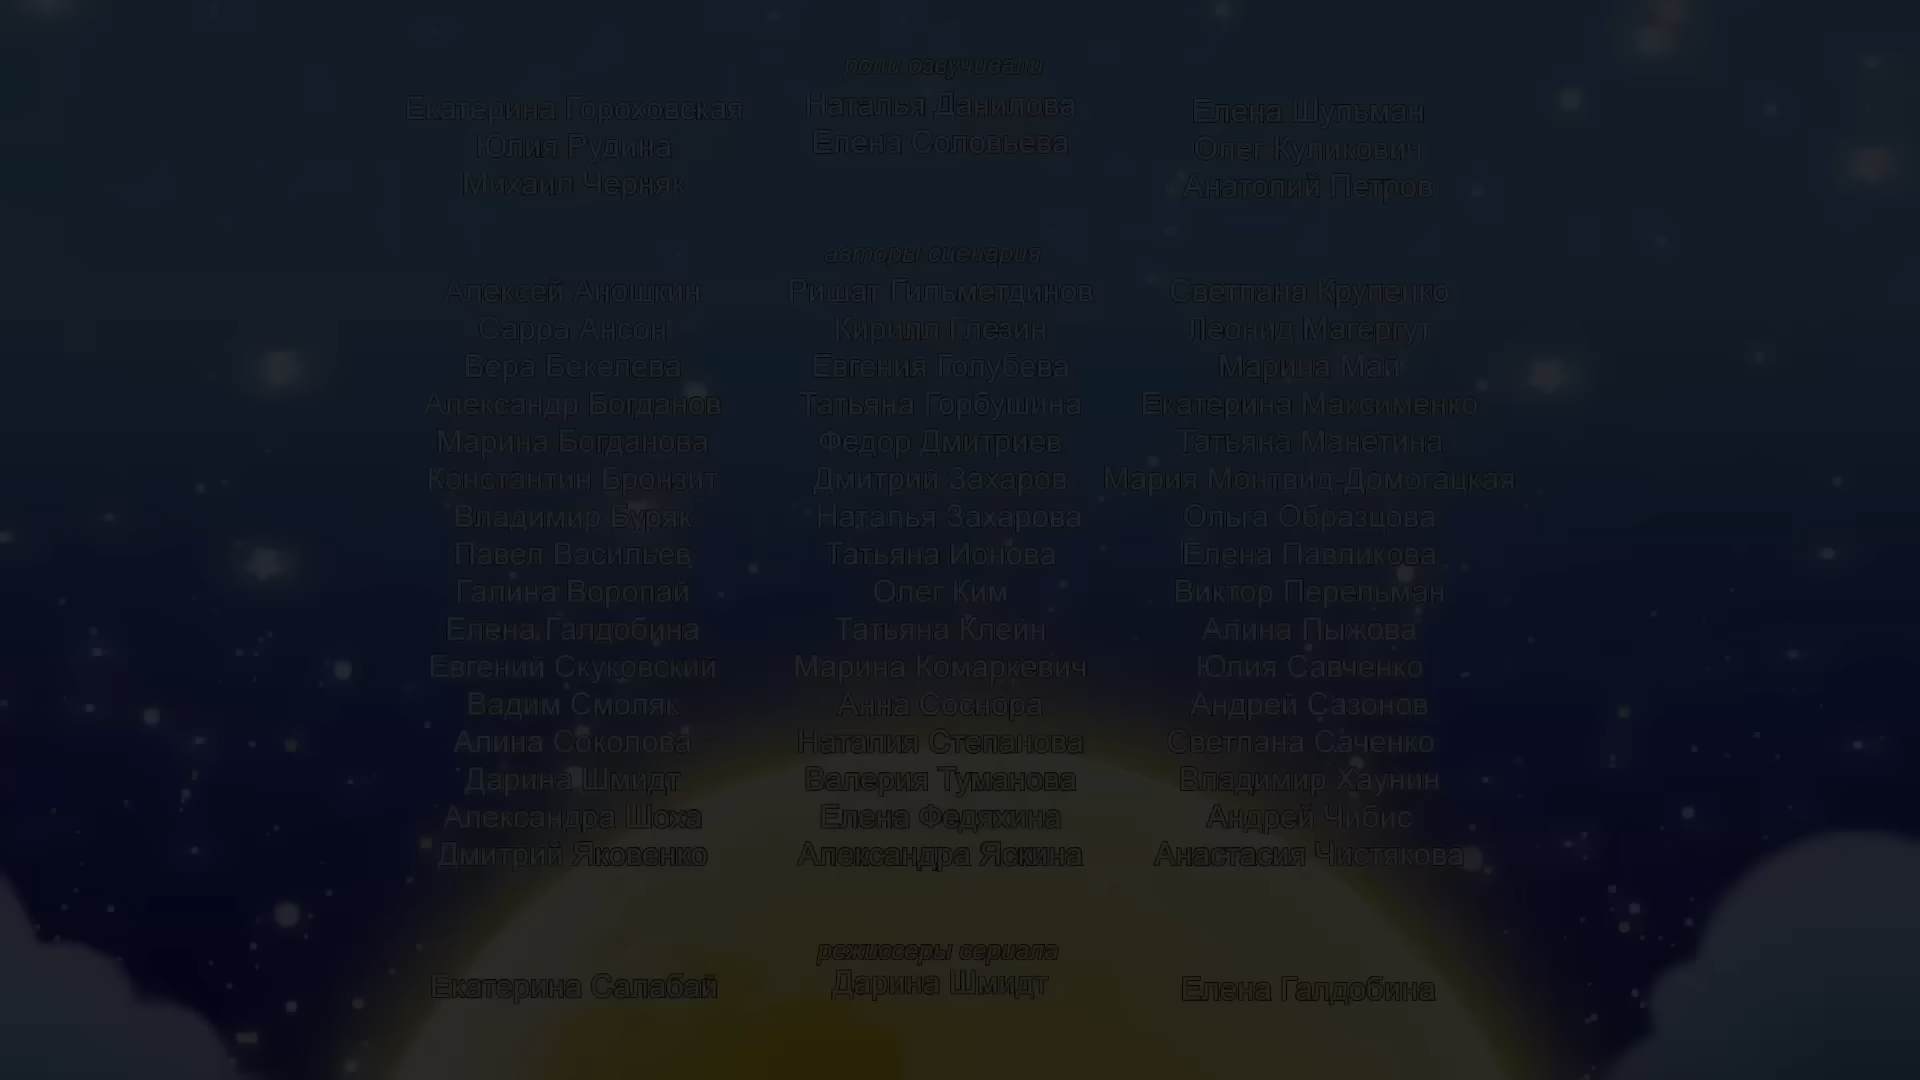 роли озвучивали
Екатерина Гороховская Наталья Данилова Елена Шульман
Юлия Рудина Елена Соловьева Олег Куликович
Михаил Черняк Анатолий Петров
авторы сценария
Алексей Аношкин Ришат Гильметдинов Светлана Крупенко
Сарра Ансон Кирилл Глезин Леонид Магергут
Вера Бекелева Евгения Голубева Марина Май
Александр Богданов Татьяна Горбушина Екатерина Максименко
Марина Богданова Федор Дмитриев Татьяна Манетина
Константин Бронзит Дмитрий Захаров Мария Монтвид-Домогацкая
Владимир Буряк Наталья Захарова Ольга Образцова
Павел Васильев Татьяна Ионова Елена Павликова
Галина Воропай Олег Ким Виктор Перельман
Елена Галдобина Татьяна Клейн Алина Пыжова
Евгений Скуковский Марина Комаркевич Юлия Савченко
Вадим Смоляк Анна Соснора Андрей Сазонов
Алина Соколова Наталия Степанова Светлана Саченко
Дарина Шмидт Валерия Туманова Владимир Хаунин
Александра Шоха Елена Федяхина Андрей Чибис
Дмитрий Яковенко Александра Яскина Анастасия Чистякова
режиссеры сериала
Екатерина Салабай Дарина Шмидт Елена Галдобина